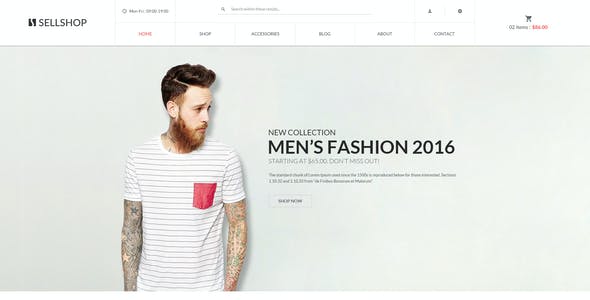 SELLSHOP
Mon-Fri: 09:00-19:00
Search within these results...
HOME
SHOP
ACCESSORIES
BLOG
ABOUT
CONTACT
02 items : $86.00
NEW COLLECTION
MEN'S FASHION 2016
STARTING AT $65.00. DON'T MISS OUT!
The standard chunk of Lorem Ipsum used since the 1500s is reproduced below for those interested. Sections
1.10.32 and 1.10.33 from "de Finibus Bonorum et Malorum"
SHOP NOW